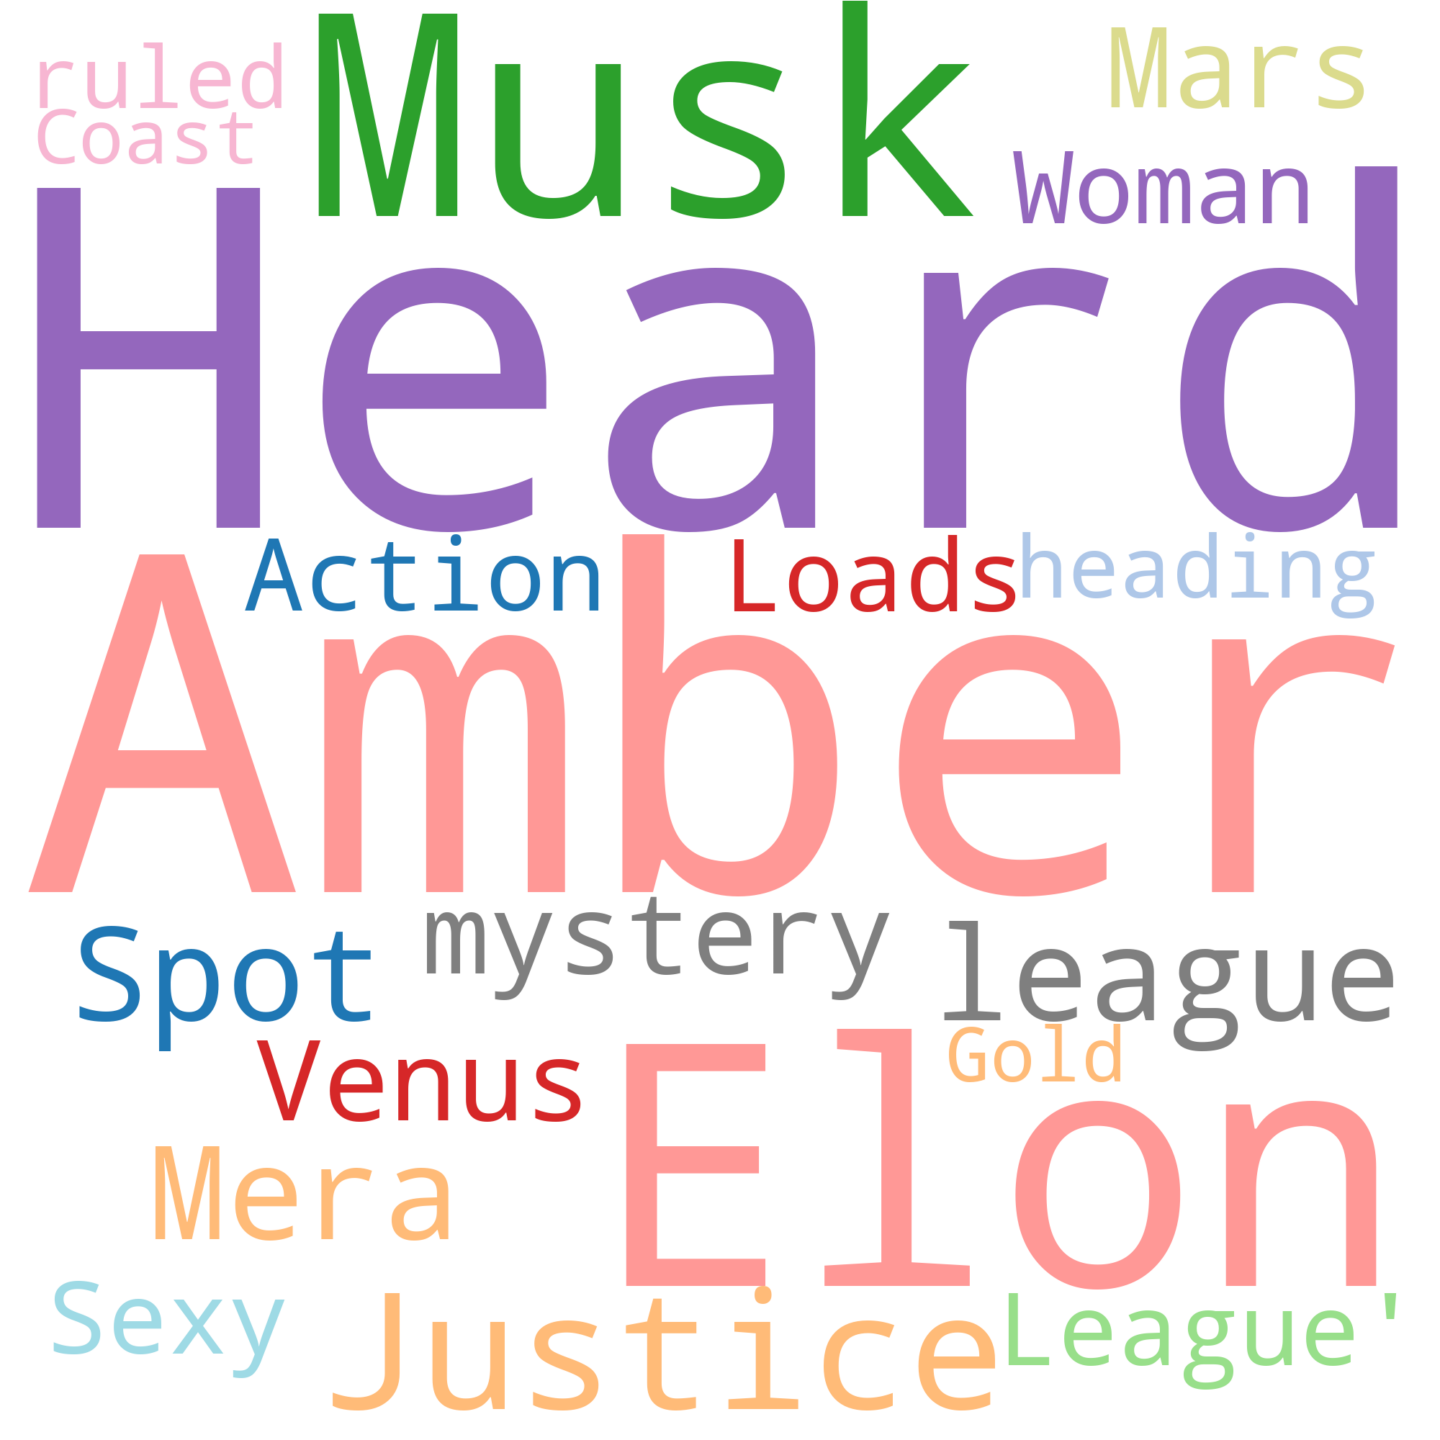 ruled Musk Mars
Coast Woman
Heard
Action Loads heading
Amber
Spot mystery league
Venus Elon Gold
Mera
Sexy Justice League'